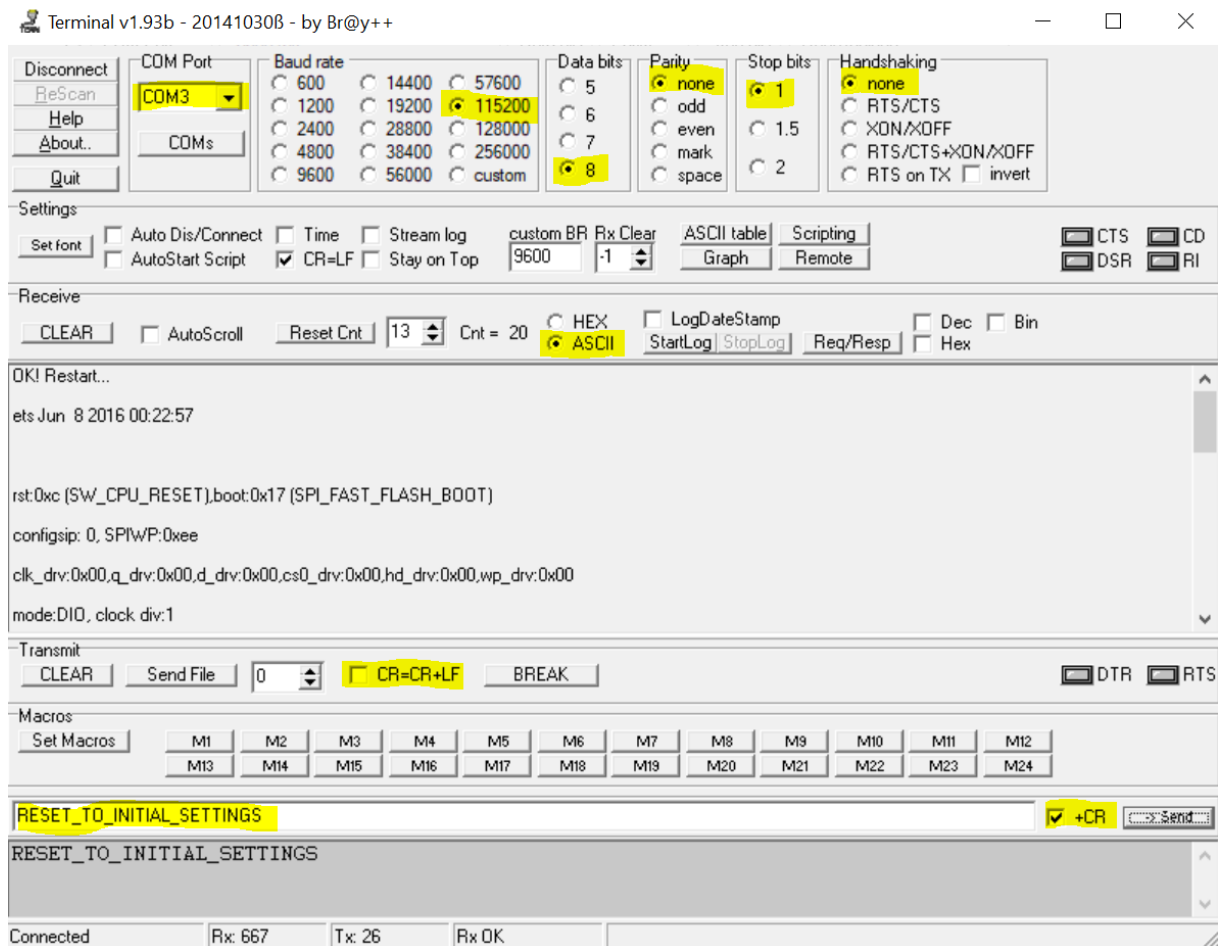 Terminal v1.93b - 20141030ß - by Br@y++
Disconnect
ReScan
Help
About..
Quit
COM Port
COM3
COMs
Baud rate
600 14400 57600
1200 19200 115200
2400 28800 128000
4800 38400 256000
9600 56000 custom
Data bits
5
6
7
8
Parity
none
odd
even
mark
space
Stop bits
1
1.5
2
Handshaking
none
RTS/CTS
XON/XOFF
RTS/CTS+XON/XOFF
RTS on TX invert
Settings
Set font
Auto Dis/Connect Time Stream log
AutoStart Script CR=LF Stay on Top
custom BR Rx Clear
9600 -1
ASCII table Scripting
Graph Remote
CTS CD
DSR RI
Receive
CLEAR AutoScroll Reset Cnt 13 Cnt = 20
HEX
ASCII
LogDateStamp
StartLog StopLog Req/Resp
Dec Bin
Hex
OK! Restart...
ets Jun 8 2016 00:22:57
rst:0xc (SW_CPU_RESET),boot:0x17 (SPI_FAST_FLASH_BOOT)
configsip: 0, SPIWP:0xee
clk_drv:0x00,q_drv:0x00,d_drv:0x00,cs0_drv:0x00,hd_drv:0x00,wp_drv:0x00
mode:DIO, clock div:1
Transmit
CLEAR Send File 0 CR=CR+LF BREAK DTR RTS
Macros
Set Macros M1 M2 M3 M4 M5 M6 M7 M8 M9 M10 M11 M12
M13 M14 M15 M16 M17 M18 M19 M20 M21 M22 M23 M24
RESET_TO_INITIAL_SETTINGS +CR -> Send
RESET_TO_INITIAL_SETTINGS
Connected Rx: 667 Tx: 26 Rx OK